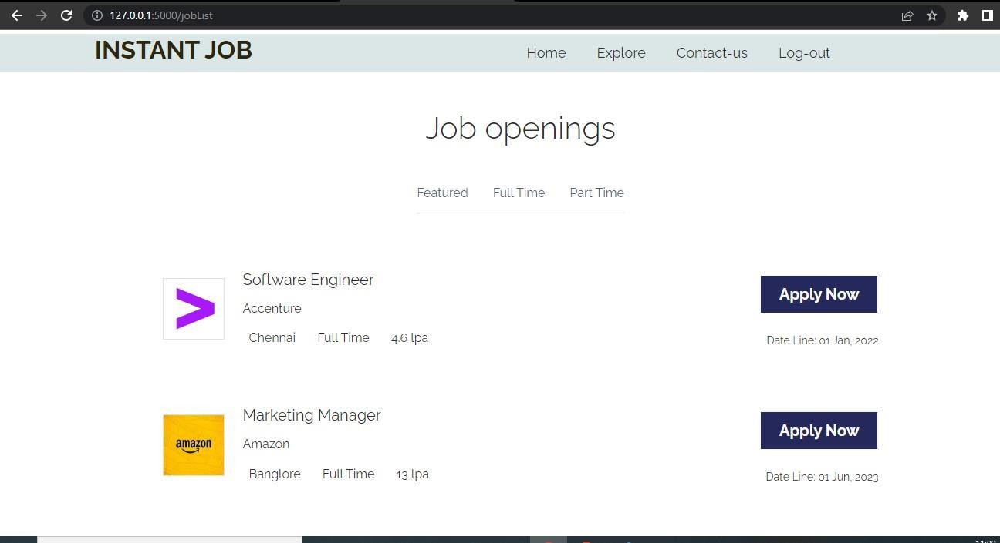 127.0.0.1:5000/jobList
INSTANT JOB Home Explore Contact-us Log-out
Job openings
Featured Full Time Part Time
Software Engineer
Apply Now
Accenture
Chennai Full Time 4.6 lpa
Date Line: 01 Jan, 2022
Marketing Manager
Apply Now
amazon
Amazon
Banglore Full Time 13 lpa
Date Line: 01 Jun, 2023